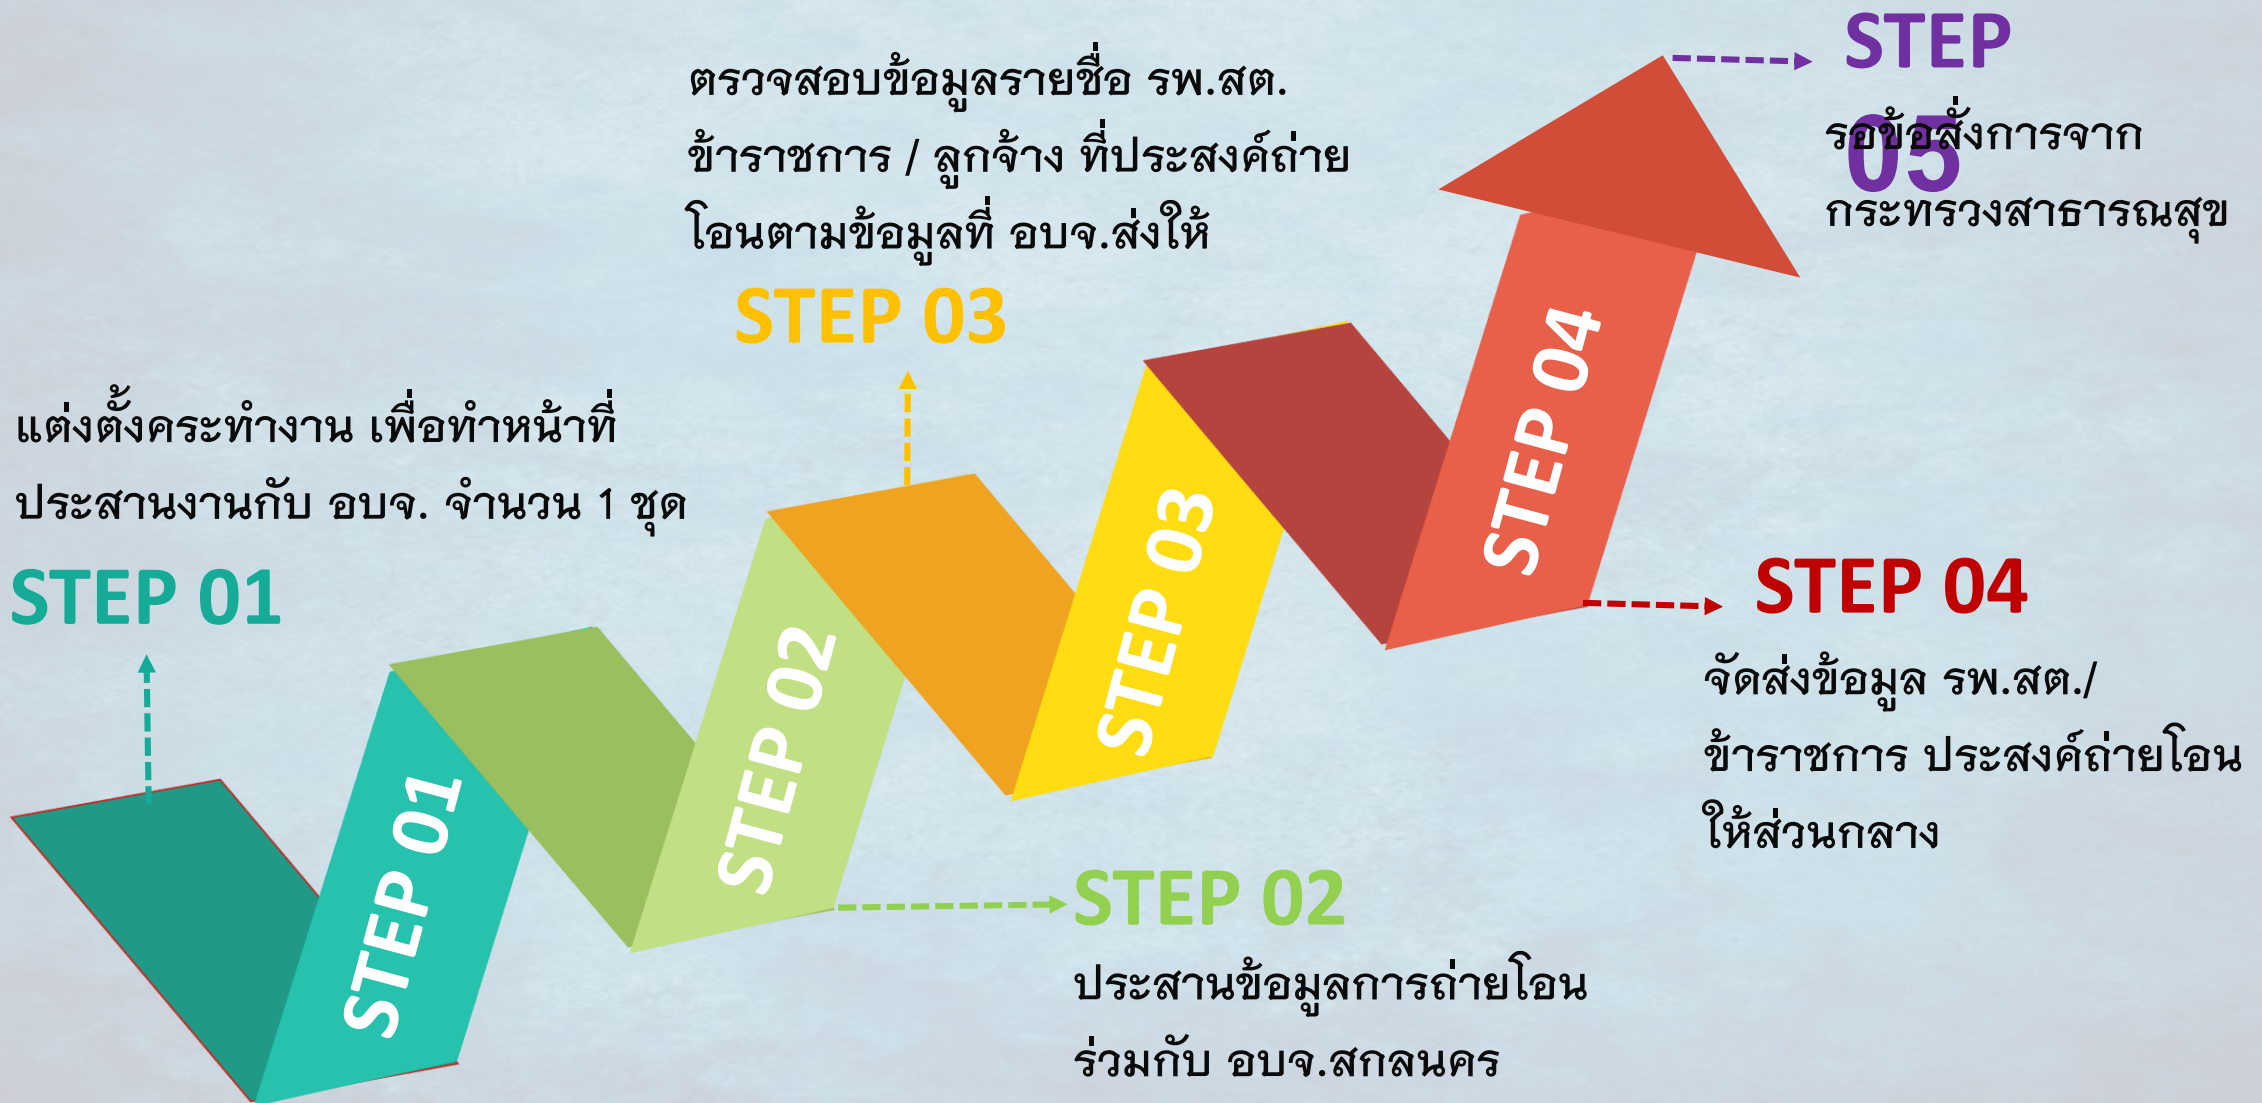 แต่งตั้งคระทำงาน เพื่อทำหน้าที่
ประสานงานกับ อบจ. จำนวน 1 ชุด
STEP 01
STEP 01
STEP 02
STEP 02
ประสานข้อมูลการถ่ายโอน
ร่วมกับ อบจ.สกลนคร
ตรวจสอบข้อมูลรายชื่อ รพ.สต.
ข้าราชการ / ลูกจ้าง ที่ประสงค์ถ่าย
โอนตามข้อมูลที่ อบจ.ส่งให้
STEP 03
STEP 03
STEP 04
STEP 04
จัดส่งข้อมูล รพ.สต./
ข้าราชการ ประสงค์ถ่ายโอน
ให้ส่วนกลาง
STEP
05
รอข้อสั่งการจาก
กระทรวงสาธารณสุข